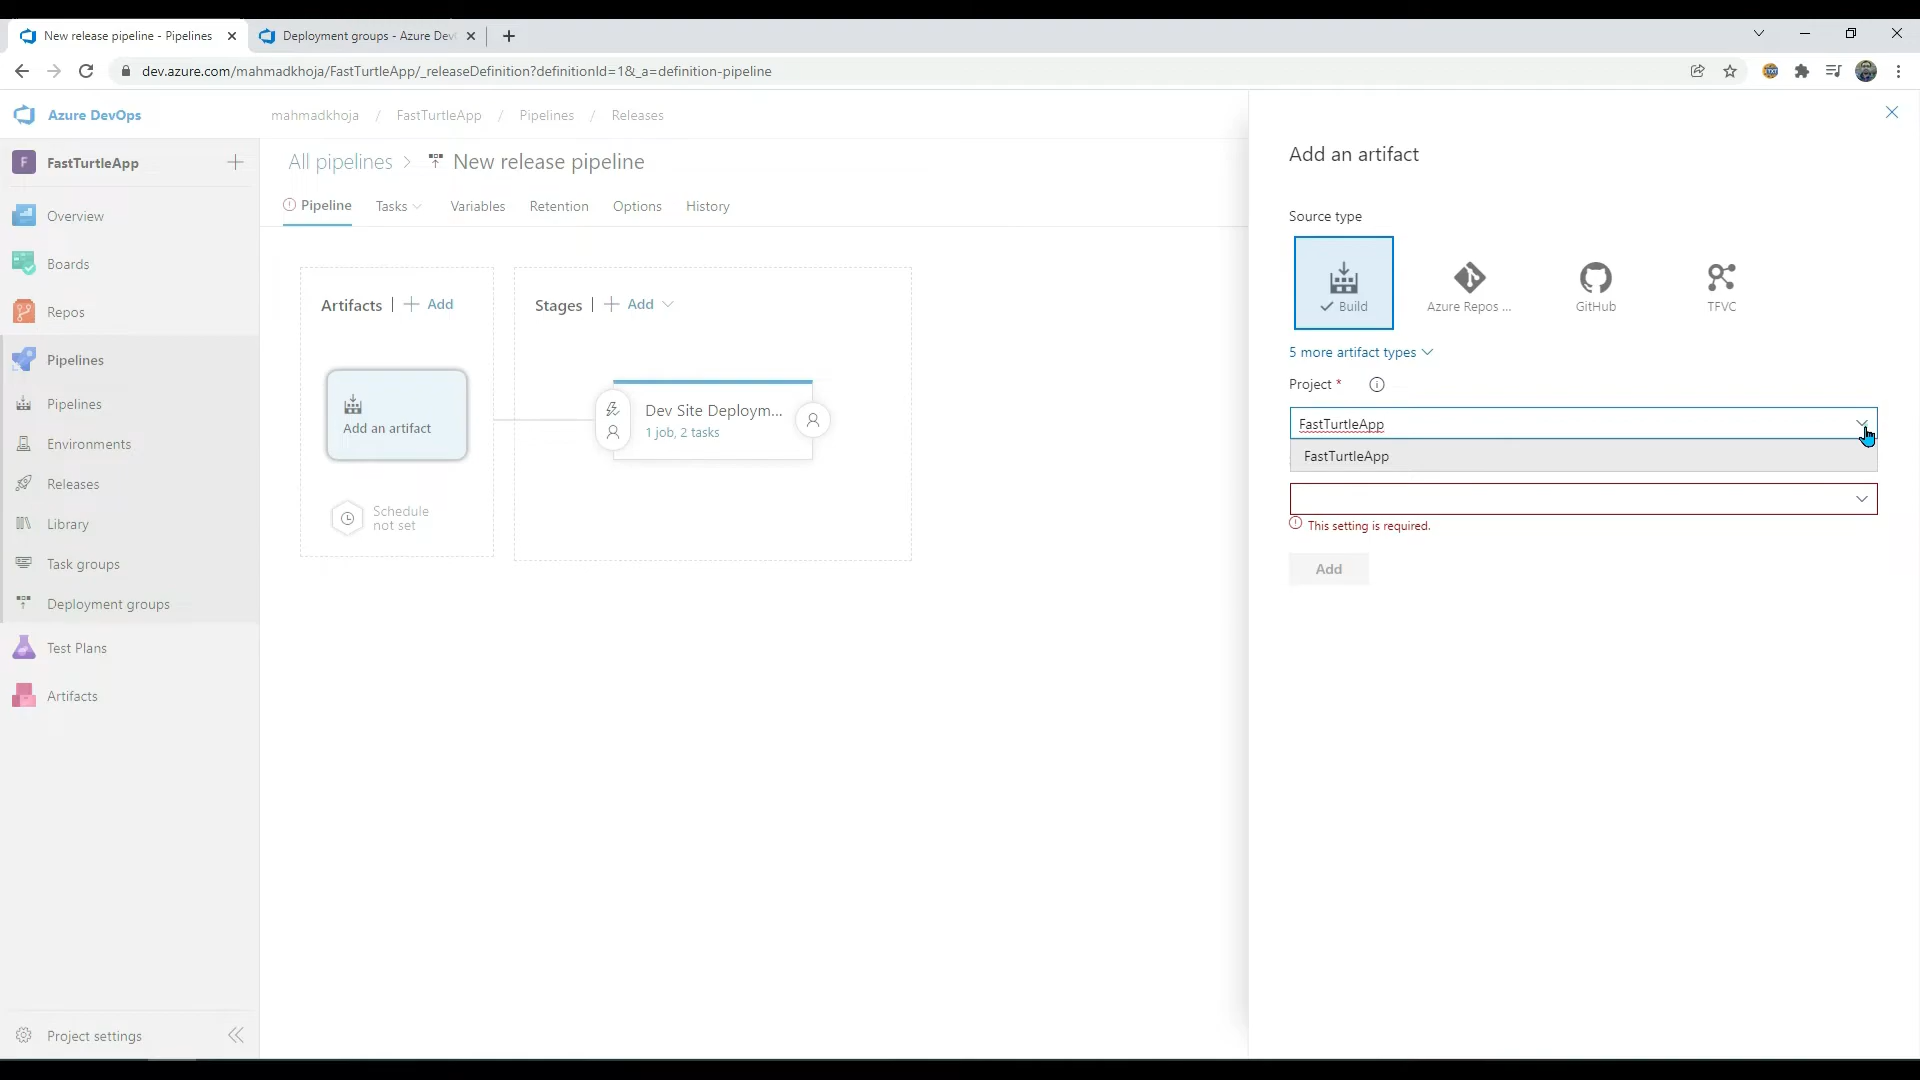 New release pipeline - Pipelines
Deployment groups - Azure Dev
dev.azure.com/mahmadkhoja/FastTurtleApp/_releaseDefinition?definitionId=1&_a=definition-pipeline
TXT
Azure DevOps
mahmadkhoja / FastTurtleApp / Pipelines / Releases
F FastTurtleApp
Overview
Boards
Repos
Pipelines
Pipelines
Environments
Releases
Library
Task groups
Deployment groups
Test Plans
Artifacts
Project settings
All pipelines > New release pipeline
Pipeline Tasks Variables Retention Options History
Artifacts | + Add
Add an artifact
Schedule
not set
Stages | + Add
Dev Site Deploym...
1 job, 2 tasks
Add an artifact
Source type
Build
Azure Repos ...
GitHub
TFVC
5 more artifact types
Project *
FastTurtleApp
FastTurtleApp
This setting is required.
Add